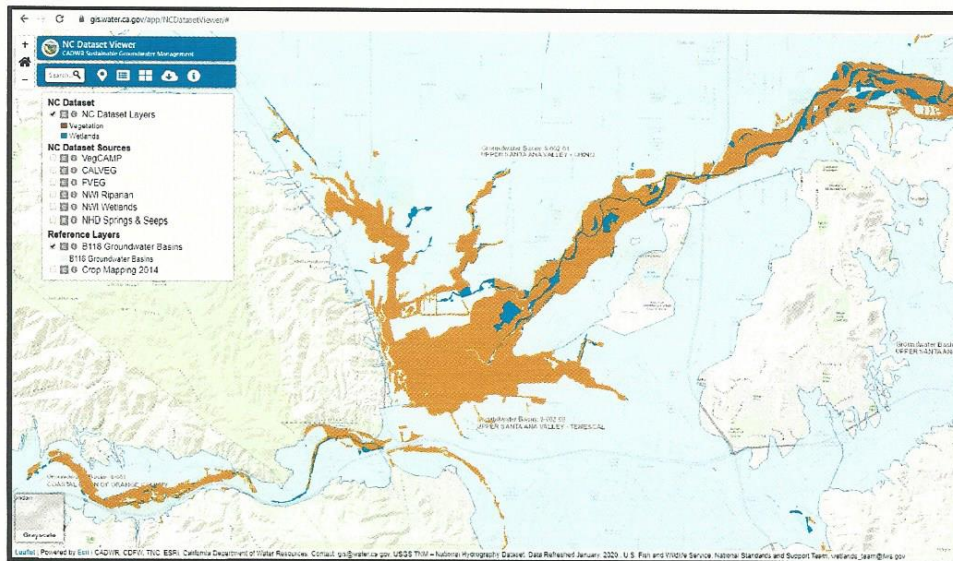 gis.water.ca.gov/app/NCDatasetViewer/#
NC Dataset Viewer
CADWR Sustainable Groundwater Management
Search...
NC Dataset
NC Dataset Layers
Vegetation
Wetlands
NC Dataset Sources
VegCAMP
CALVEG
FVEG
NWI Riparian
NWI Wetlands
NHD Springs & Seeps
Reference Layers
B118 Groundwater Basins
B118 Groundwater Basins
Crop Mapping 2014
UPPER SANTA ANA VALLEY - CHINO
Groundwater Basin
UPPER SANTA ANA
UPPER SANTA ANA VALLEY - TEMESCAL
COASTAL PLAIN OF ORANGE COUNTY
Grayscale
Leaflet | Powered by Esri | CADWR, CDFW, TNC, ESRI, California Department of Water Resources. Contact: gis@water.ca.gov, USGS TNM – National Hydrography Dataset. Data Refreshed January, 2020., U.S. Fish and Wildlife Service, National Standards and Support Team, wetlands_team@fws.gov